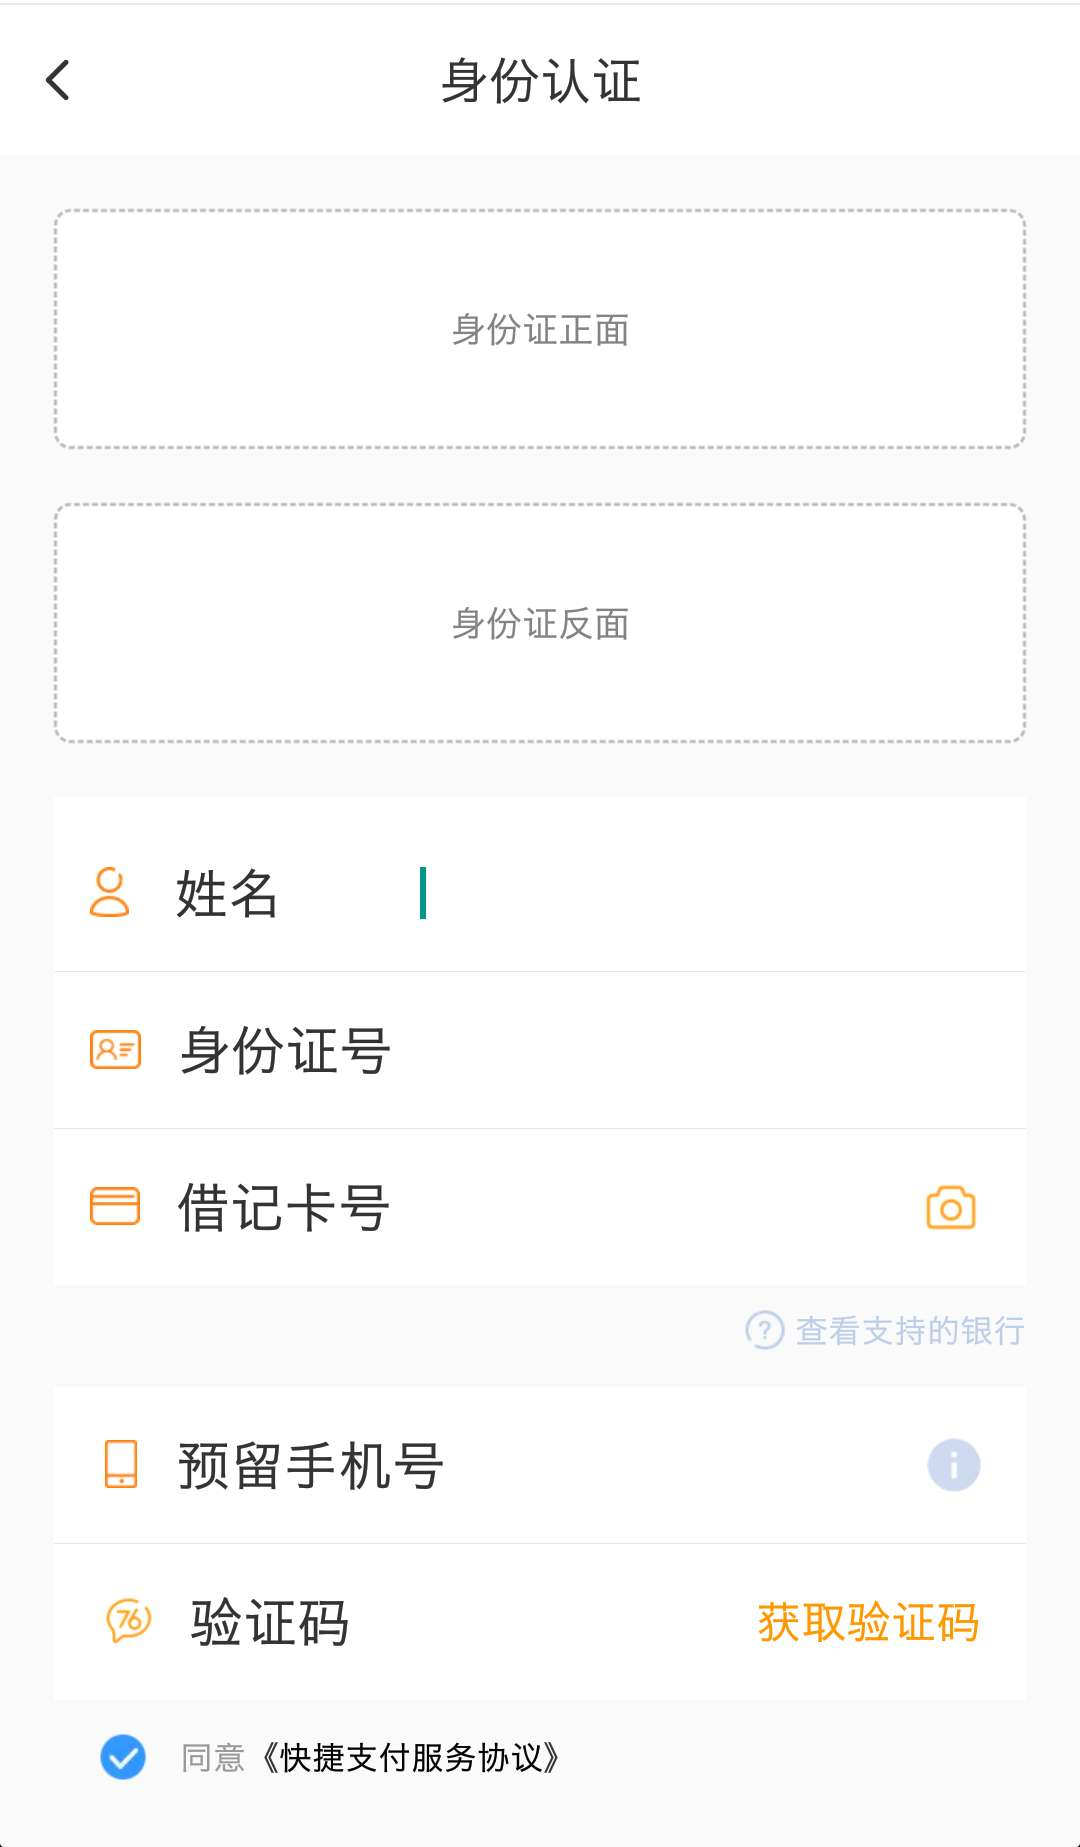 身份认证
身份证正面
身份证反面
姓名
身份证号
借记卡号
查看支持的银行
预留手机号
76 验证码 获取验证码
同意《快捷支付服务协议》